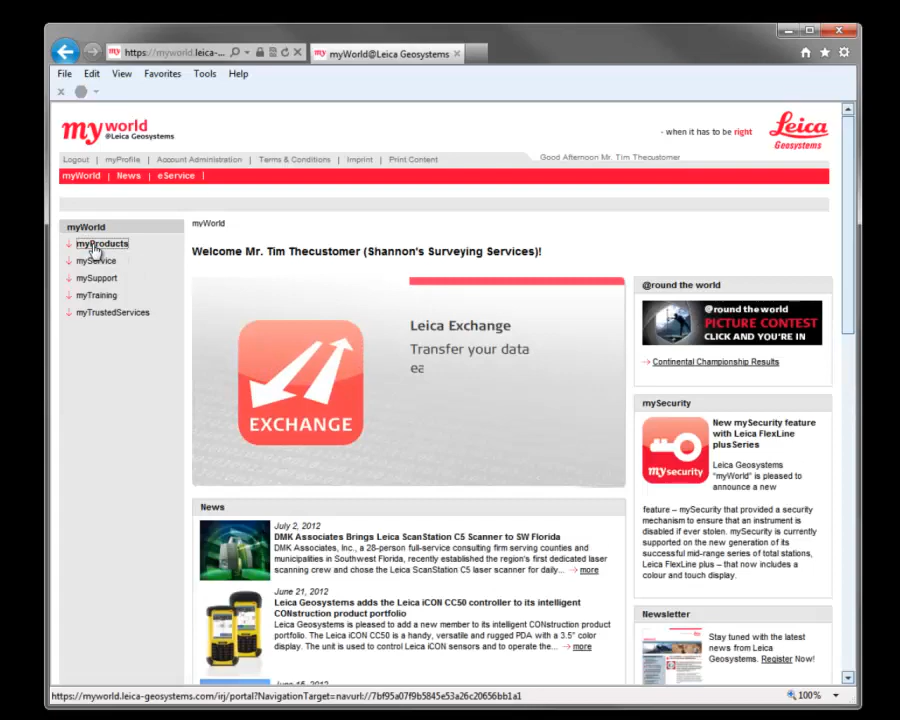 https://myworld.leica-...
myWorld@Leica Geosystems
File Edit View Favorites Tools Help
my world
@Leica Geosystems
- when it has to be right
Leica
Geosystems
Logout | myProfile | Account Administration | Terms & Conditions | Imprint | Print Content
Good Afternoon Mr. Tim Thecustomer
myWorld | News | eService |
myWorld
myProducts
myService
mySupport
myTraining
myTrustedServices
myWorld
Welcome Mr. Tim Thecustomer (Shannon's Surveying Services)!
EXCHANGE
Leica Exchange
Transfer your data
ea
@round the world
@round the world
PICTURE CONTEST
CLICK AND YOU'RE IN
Continental Championship Results
mySecurity
mysecurity
New mySecurity feature
with Leica FlexLine
plusSeries
Leica Geosystems
"myWorld" is pleased to
announce a new
feature – mySecurity that provided a security
mechanism to ensure that an instrument is
disabled if ever stolen. mySecurity is currently
supported on the new generation of its
successful mid-range series of total stations,
Leica FlexLine plus – that now includes a
colour and touch display.
News
July 2, 2012
DMK Associates Brings Leica ScanStation C5 Scanner to SW Florida
DMK Associates, Inc., a 28-person full-service consulting firm serving counties and
municipalities in Southwest Florida, recently established the region's first dedicated laser
scanning crew and chose the Leica ScanStation C5 laser scanner for daily... more
June 21, 2012
Leica Geosystems adds the Leica iCON CC50 controller to its intelligent
CONstruction product portfolio
Leica Geosystems is pleased to add a new member to its intelligent CONstruction product
portfolio. The Leica iCON CC50 is a handy, versatile and rugged PDA with a 3.5" color
display. The unit is used to control Leica iCON sensors and to operate the... more
Newsletter
Stay tuned with the latest
news from Leica
Geosystems. Register Now!
https://myworld.leica-geosystems.com/irj/portal?NavigationTarget=navurl://7bf95a07f9b5845e53a26c20656bb1a1
100%